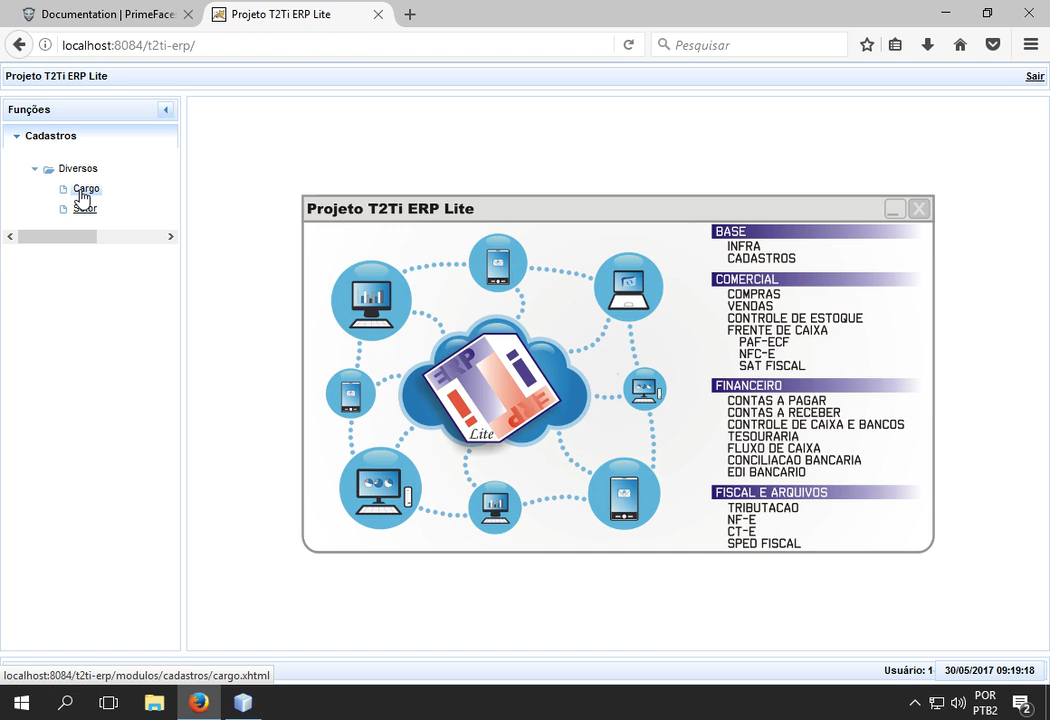 Documentation | PrimeFace
Projeto T2Ti ERP Lite
localhost:8084/t2ti-erp/
Pesquisar
Projeto T2Ti ERP Lite
Sair
Funções
Cadastros
Diversos
Cargo
Setor
Projeto T2Ti ERP Lite
BASE
INFRA
CADASTROS
COMERCIAL
COMPRAS
VENDAS
CONTROLE DE ESTOQUE
FRENTE DE CAIXA
PAF-ECF
NFC-E
SAT FISCAL
FINANCEIRO
CONTAS A PAGAR
CONTAS A RECEBER
CONTROLE DE CAIXA E BANCOS
TESOURARIA
FLUXO DE CAIXA
CONCILIACAO BANCARIA
EDI BANCARIO
FISCAL E ARQUIVOS
TRIBUTACAO
NF-E
CT-E
SPED FISCAL
ERP
ERP
Lite
localhost:8084/t2ti-erp/modulos/cadastros/cargo.xhtml
Usuário: 1
30/05/2017 09:19:18
POR
PTB2
2